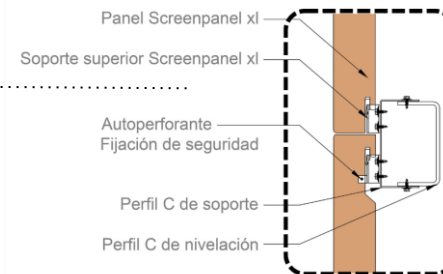 Panel Screenpanel xl
Soporte superior Screenpanel xl
Autoperforante
Fijación de seguridad
Perfil C de soporte
Perfil C de nivelación